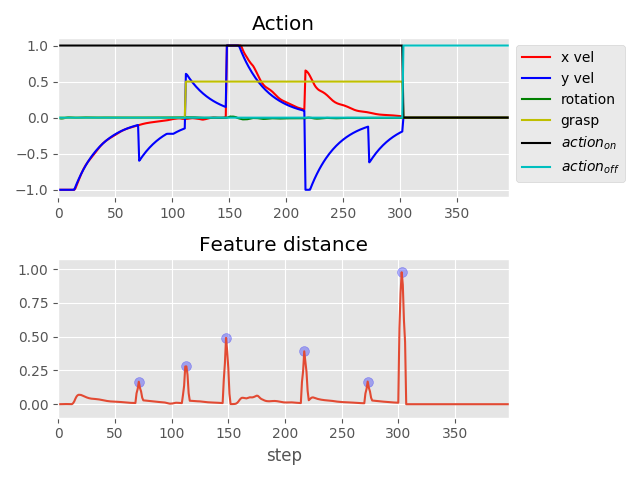 Action
1.0
0.5
0.0
−0.5
−1.0
0 50 100 150 200 250 300 350
x vel
y vel
rotation
grasp
action_on
action_off
Feature distance
1.00
0.75
0.50
0.25
0.00
0 50 100 150 200 250 300 350
step